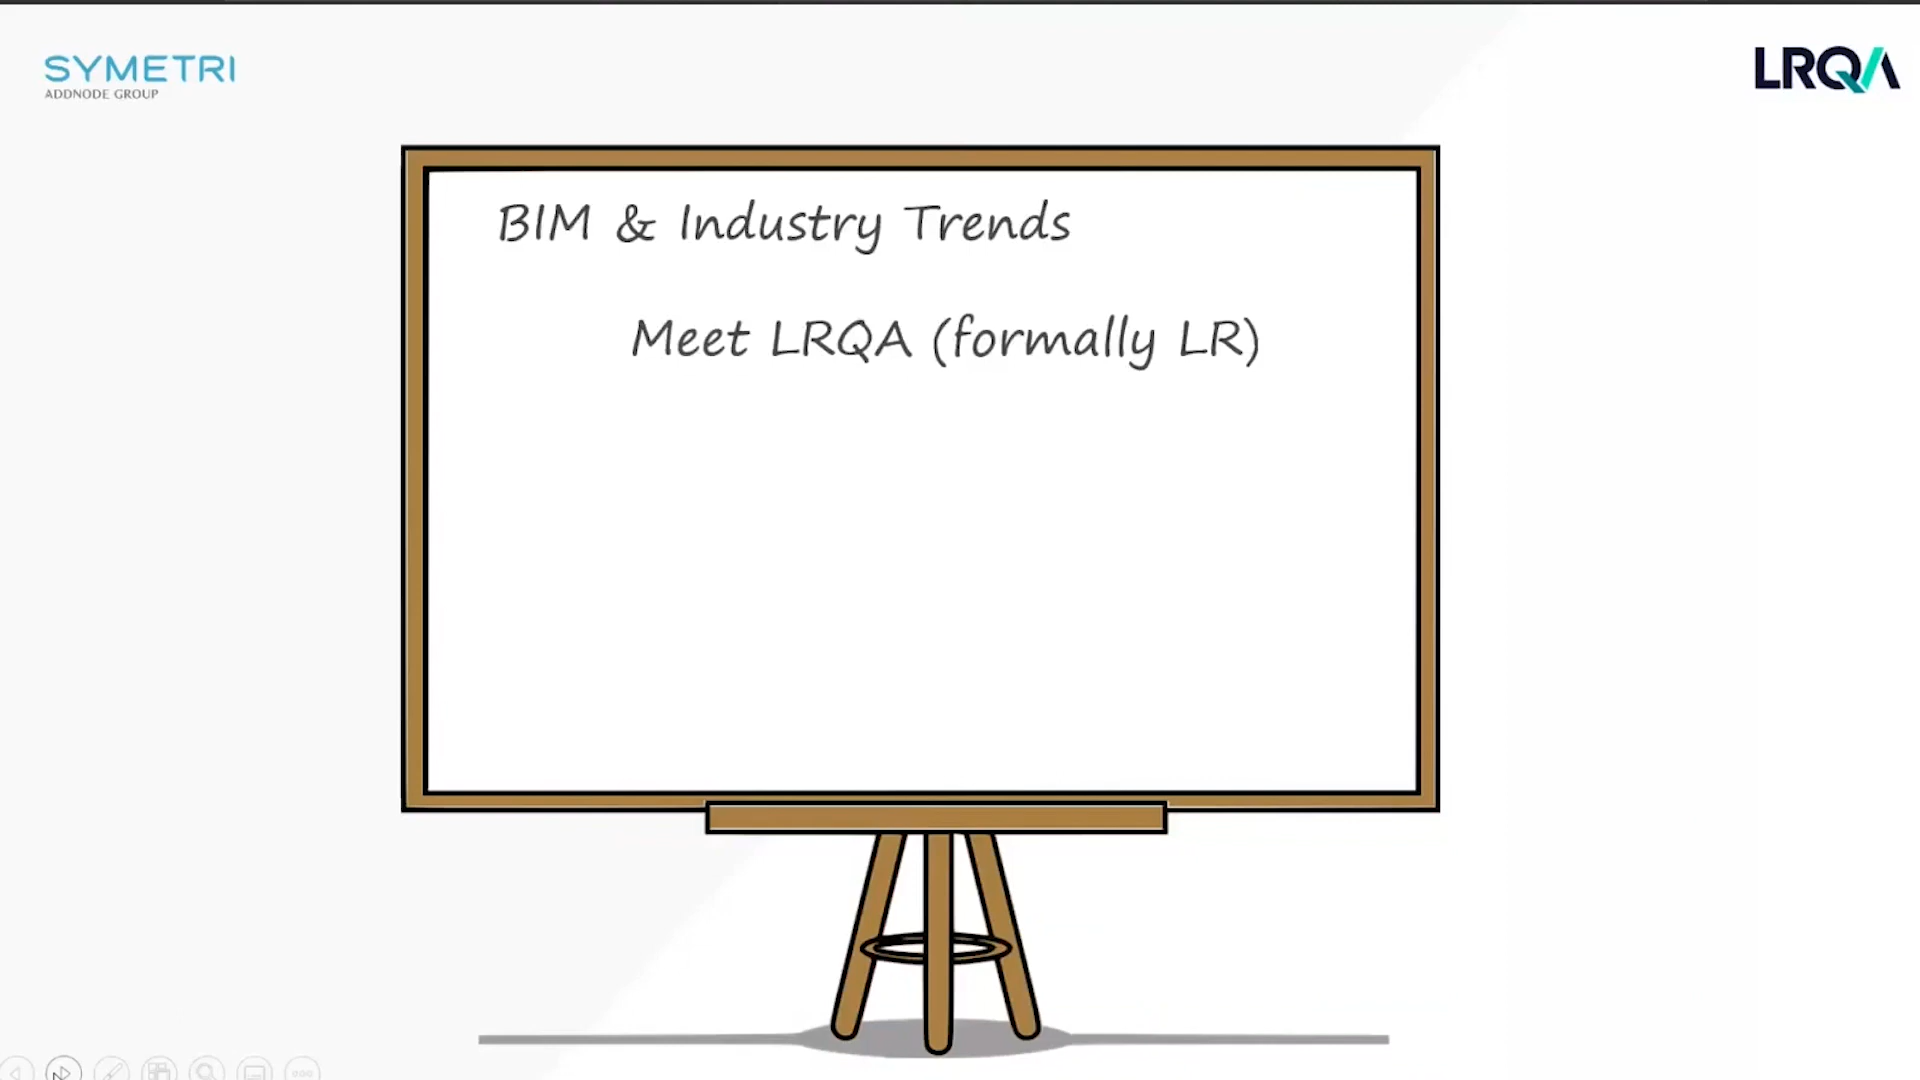 SYMETRI
ADDNODE GROUP
LRQA
BIM & Industry Trends
Meet LRQA (formally LR)